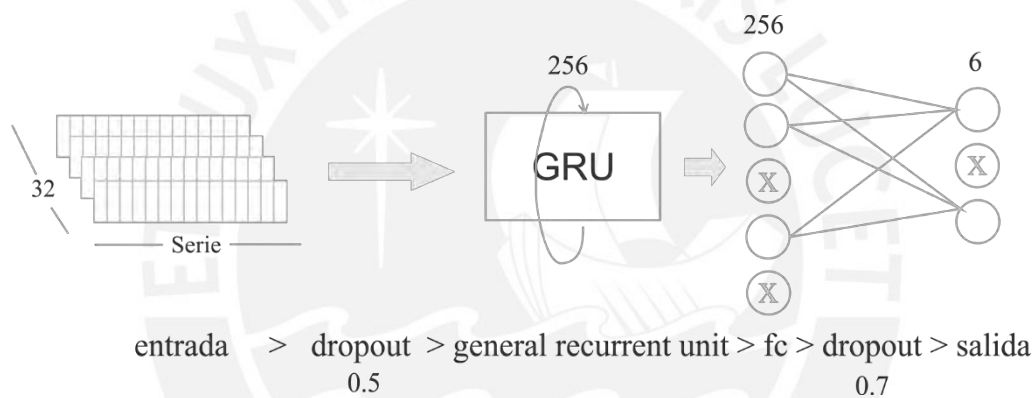 256
6
256
32
GRU
X
X
X
Serie
entrada > dropout > general recurrent unit > fc > dropout > salida
0.5 0.7